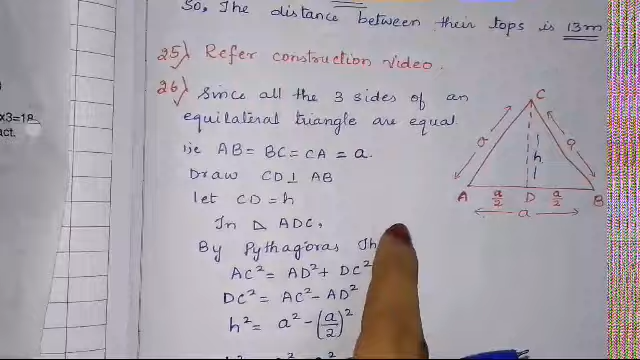 So, The distance between their tops is 13m
25) Refer construction video.
26) Since all the 3 sides of an
equilateral triangle are equal
ie AB = BC = CA = a.
Draw CD ⊥ AB
let CD = h
In △ ADC,
By Pythagoras Th
AC² = AD² + DC²
DC² = AC² - AD²
h² = a² - (a/2)²
C
a
a
h
A
a/2
D
a/2
B
a
x3=18
act.